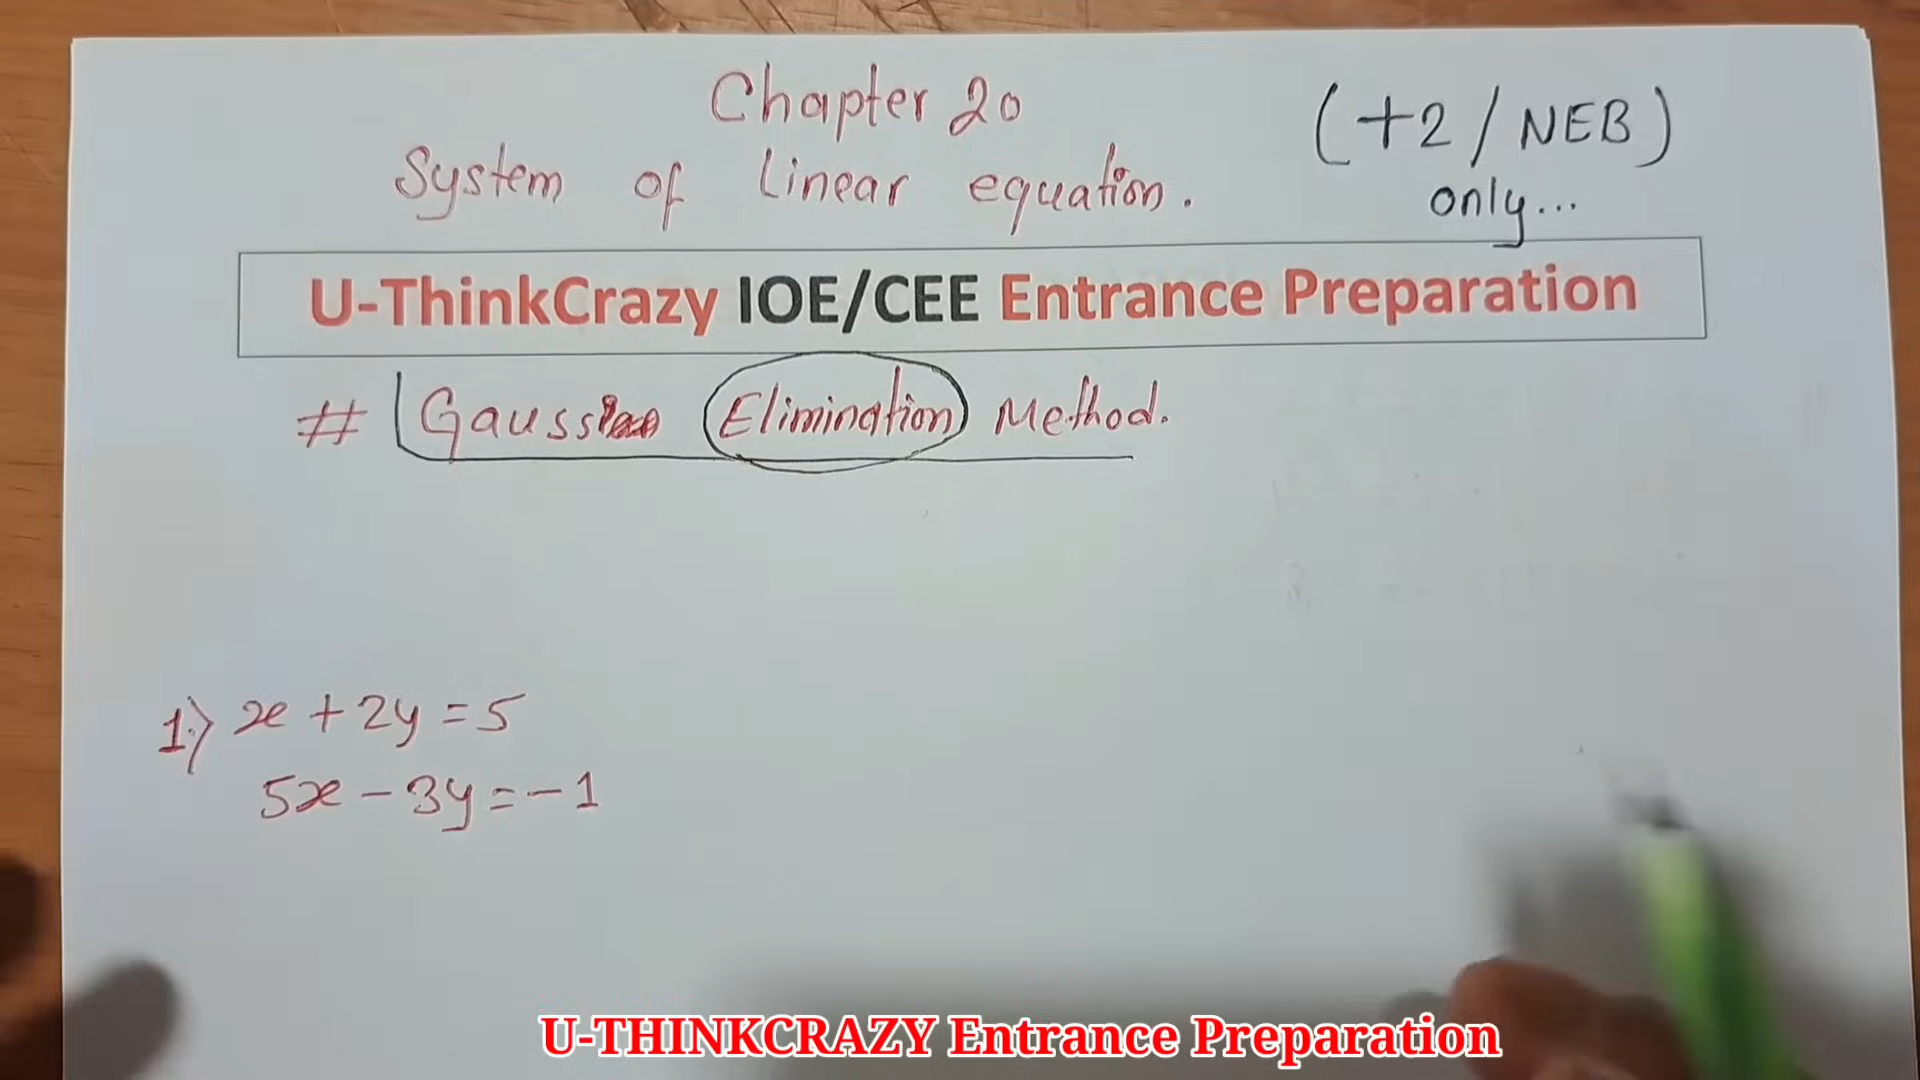 Chapter 20
(+2/NEB)
System of Linear equation.
only...
U-ThinkCrazy IOE/CEE Entrance Preparation
# Gauss Elimination Method.
1.) x + 2y = 5
5x - 3y = -1
U-THINKCRAZY Entrance Preparation